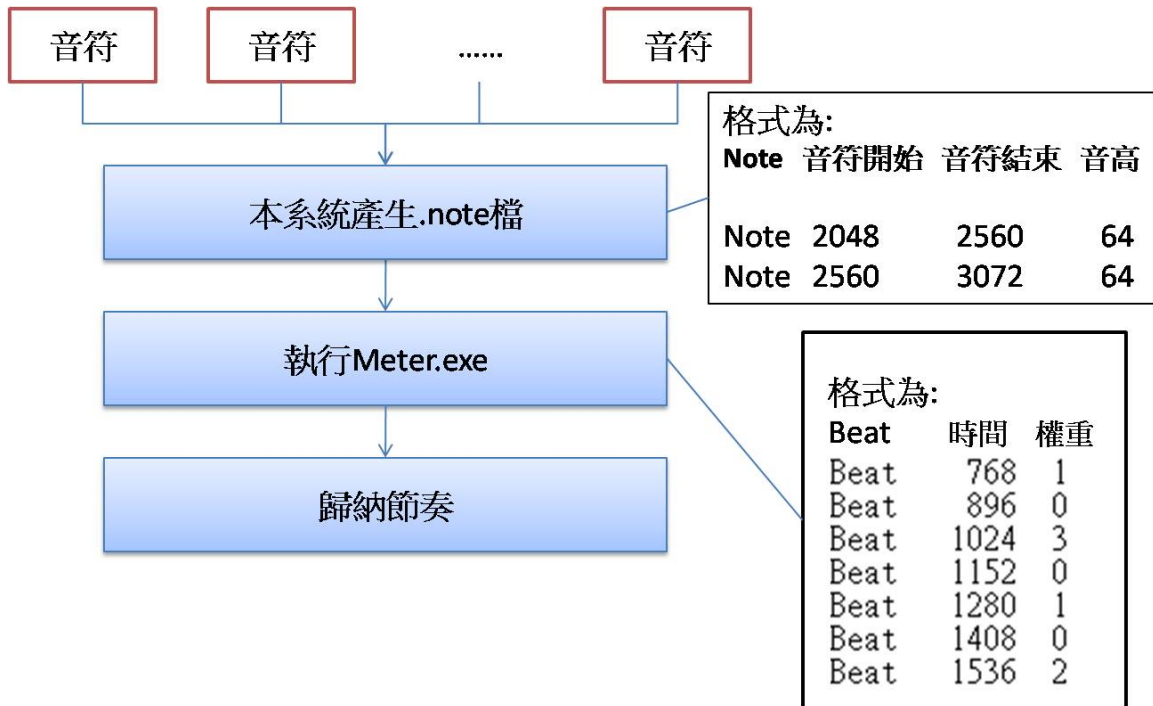 音符 音符 ...... 音符
本系統產生.note檔
格式為:
Note 音符開始 音符結束 音高
Note 2048 2560 64
Note 2560 3072 64
執行Meter.exe
格式為:
Beat 時間 權重
Beat 768 1
Beat 896 0
Beat 1024 3
Beat 1152 0
Beat 1280 1
Beat 1408 0
Beat 1536 2
歸納節奏